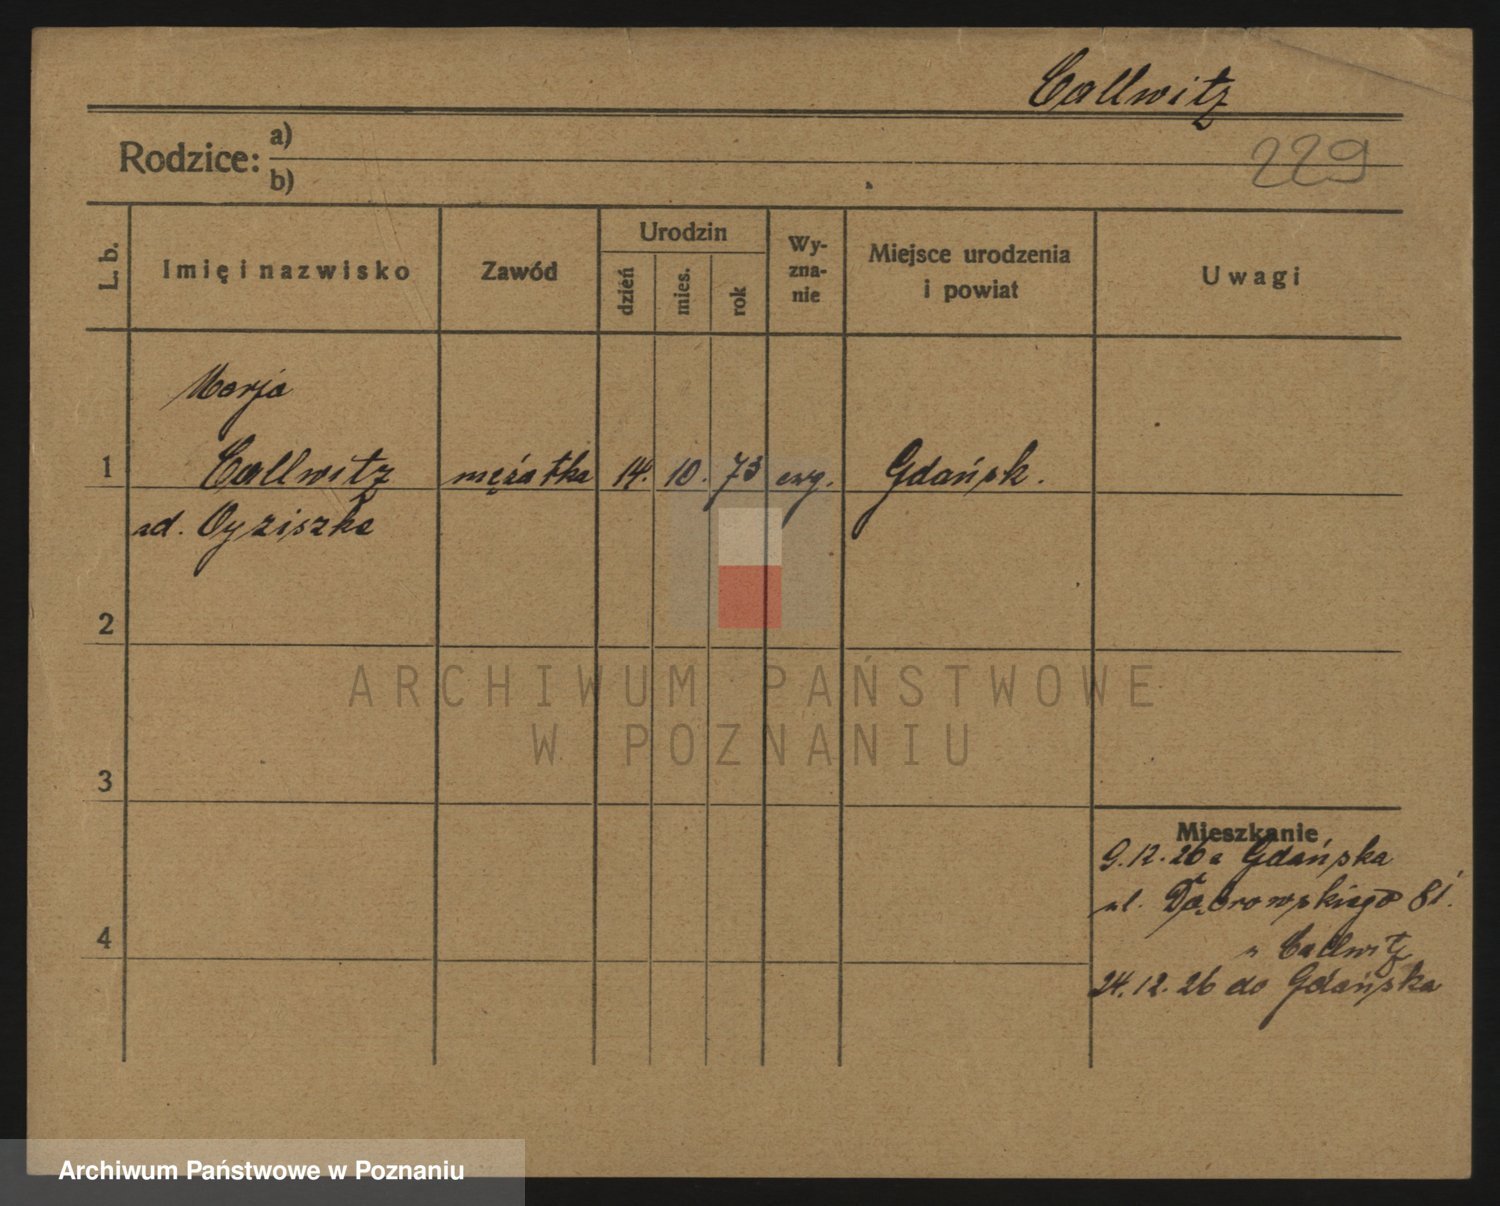 Callwitz
229
Rodzice:
a)
b)
L. b.
Imię i nazwisko
Zawód
Urodzin
dzień
mies.
rok
Wy-
zna-
nie
Miejsce urodzenia
i powiat
Uwagi
Marja
1
Callwitz
mężatka
14.
10.
73
ewg.
Gdańsk.
2
3
4
Mieszkanie
9.12.26 z Gdańska
ul. Dąbrowskiego 81.
u Callwitz
24.12.26 do Gdańska
ARCHIWUM PAŃSTWOWE
W POZNANIU
Archiwum Państwowe w Poznaniu